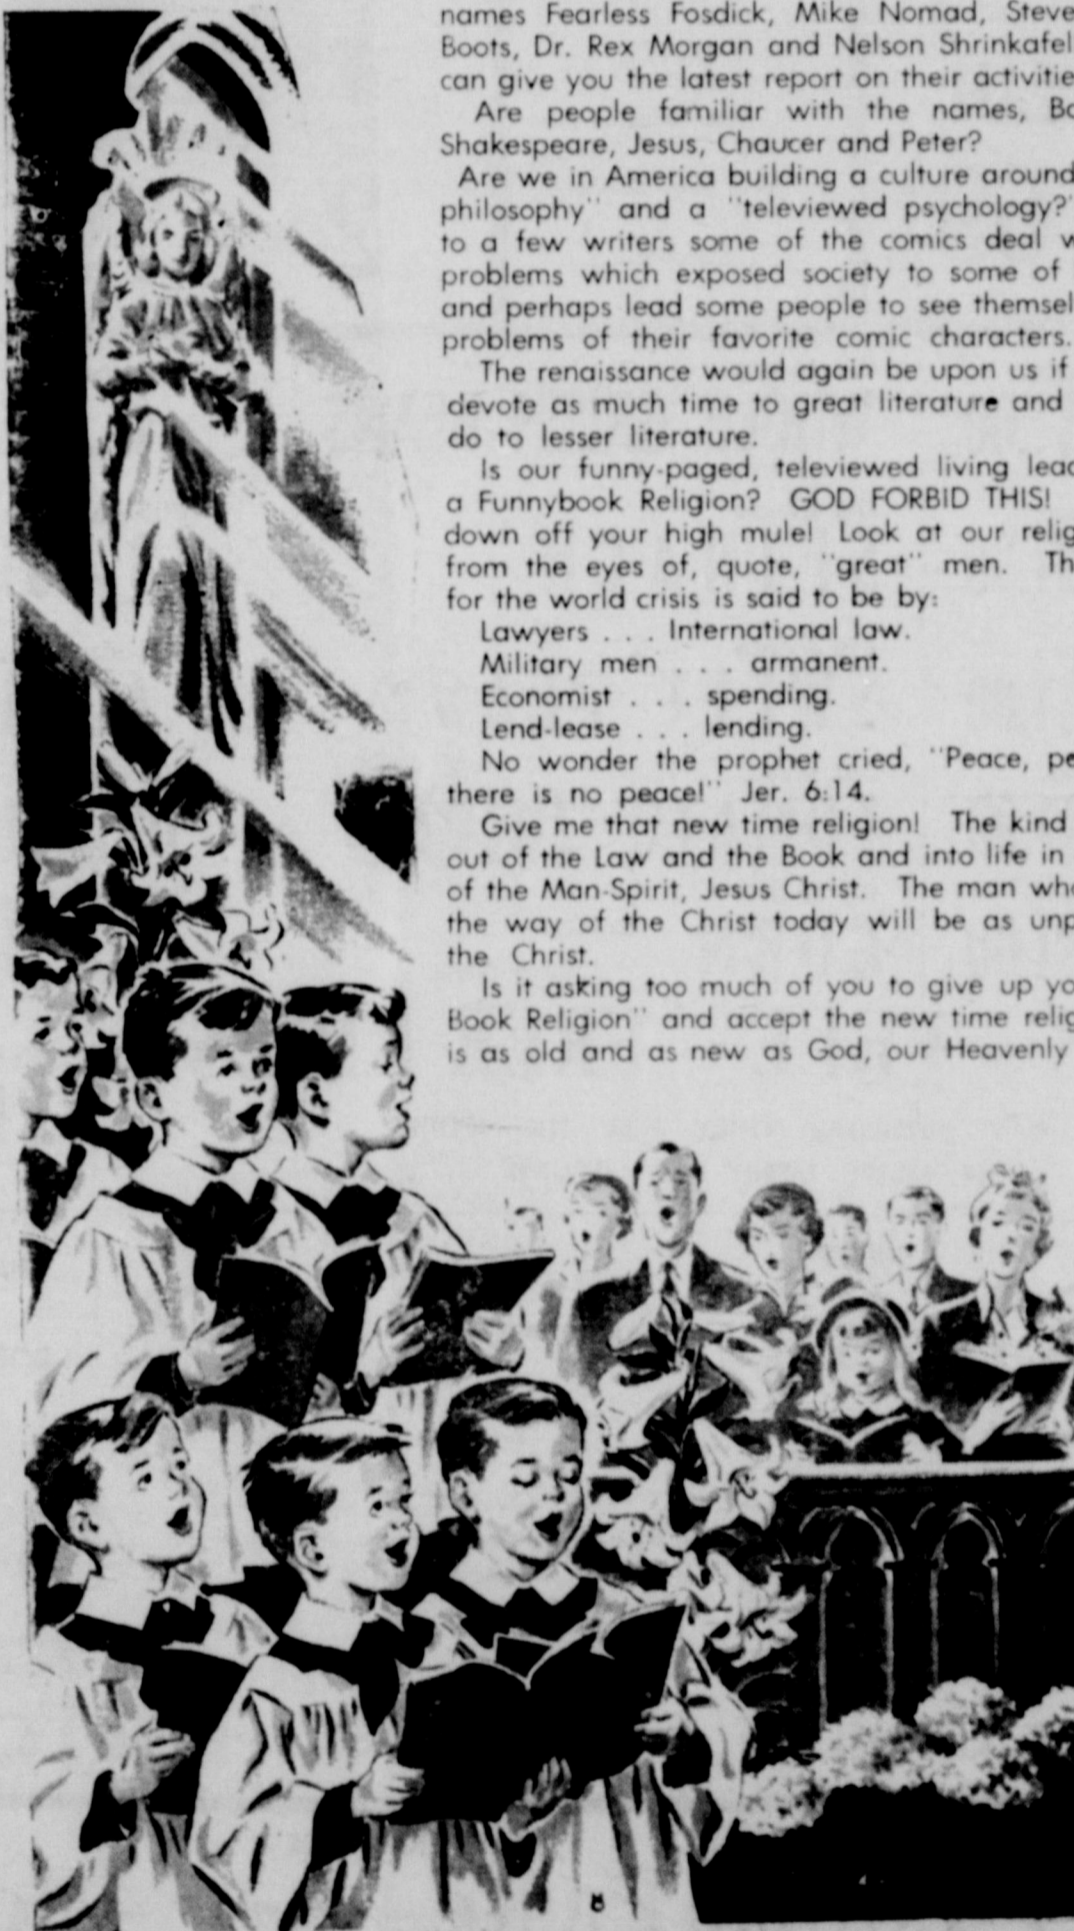 names Fearless Fosdick, Mike Nomad, Steve
Boots, Dr. Rex Morgan and Nelson Shrinkafel
can give you the latest report on their activitie
Are people familiar with the names, Ba
Shakespeare, Jesus, Chaucer and Peter?
Are we in America building a culture around
philosophy" and a "televiewed psychology?"
to a few writers some of the comics deal w
problems which exposed society to some of
and perhaps lead some people to see themsel
problems of their favorite comic characters.
The renaissance would again be upon us if
devote as much time to great literature and
do to lesser literature.
Is our funny-paged, televiewed living lead
a Funnybook Religion? GOD FORBID THIS!
down off your high mule! Look at our relig
from the eyes of, quote, "great" men. Th
for the world crisis is said to be by:
Lawyers . . . International law.
Military men . . . armanent.
Economist . . . spending.
Lend-lease . . . lending.
No wonder the prophet cried, "Peace, pe
there is no peace!" Jer. 6:14.
Give me that new time religion! The kind
out of the Law and the Book and into life in
of the Man-Spirit, Jesus Christ. The man who
the way of the Christ today will be as unp
the Christ.
Is it asking too much of you to give up yo
Book Religion" and accept the new time relig
is as old and as new as God, our Heavenly